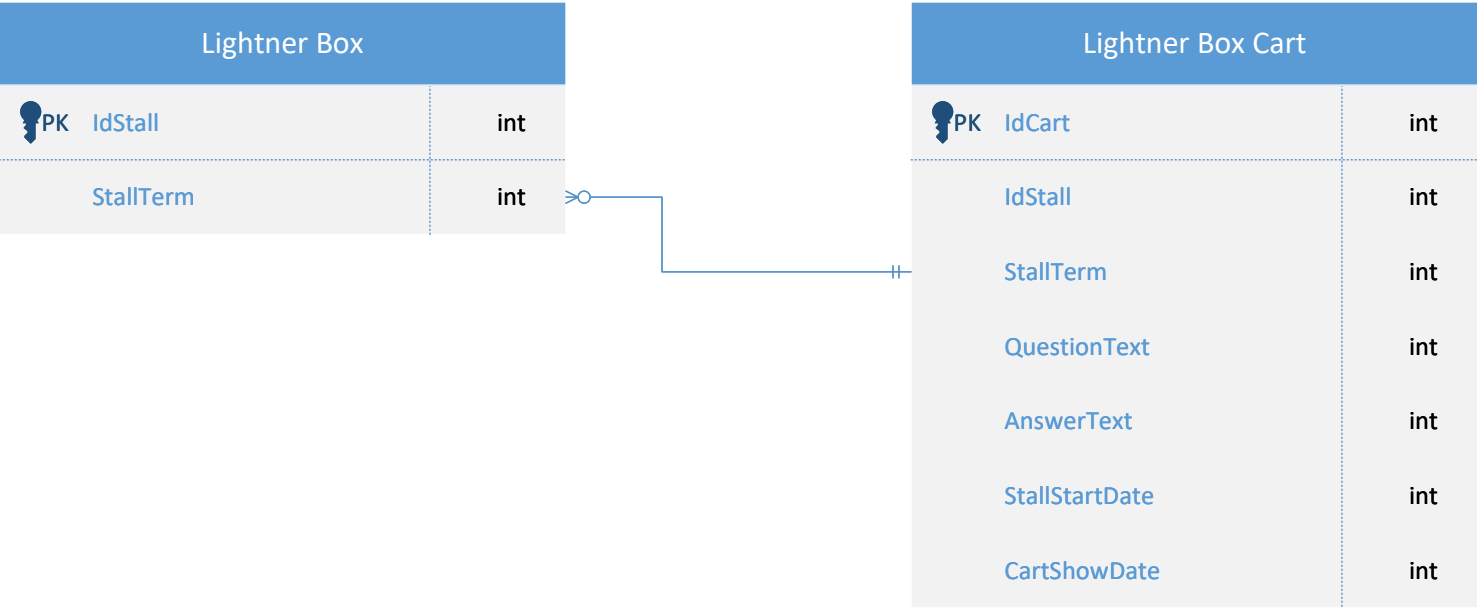 Lightner Box
PK IdStall int
StallTerm int
Lightner Box Cart
PK IdCart int
IdStall int
StallTerm int
QuestionText int
AnswerText int
StallStartDate int
CartShowDate int